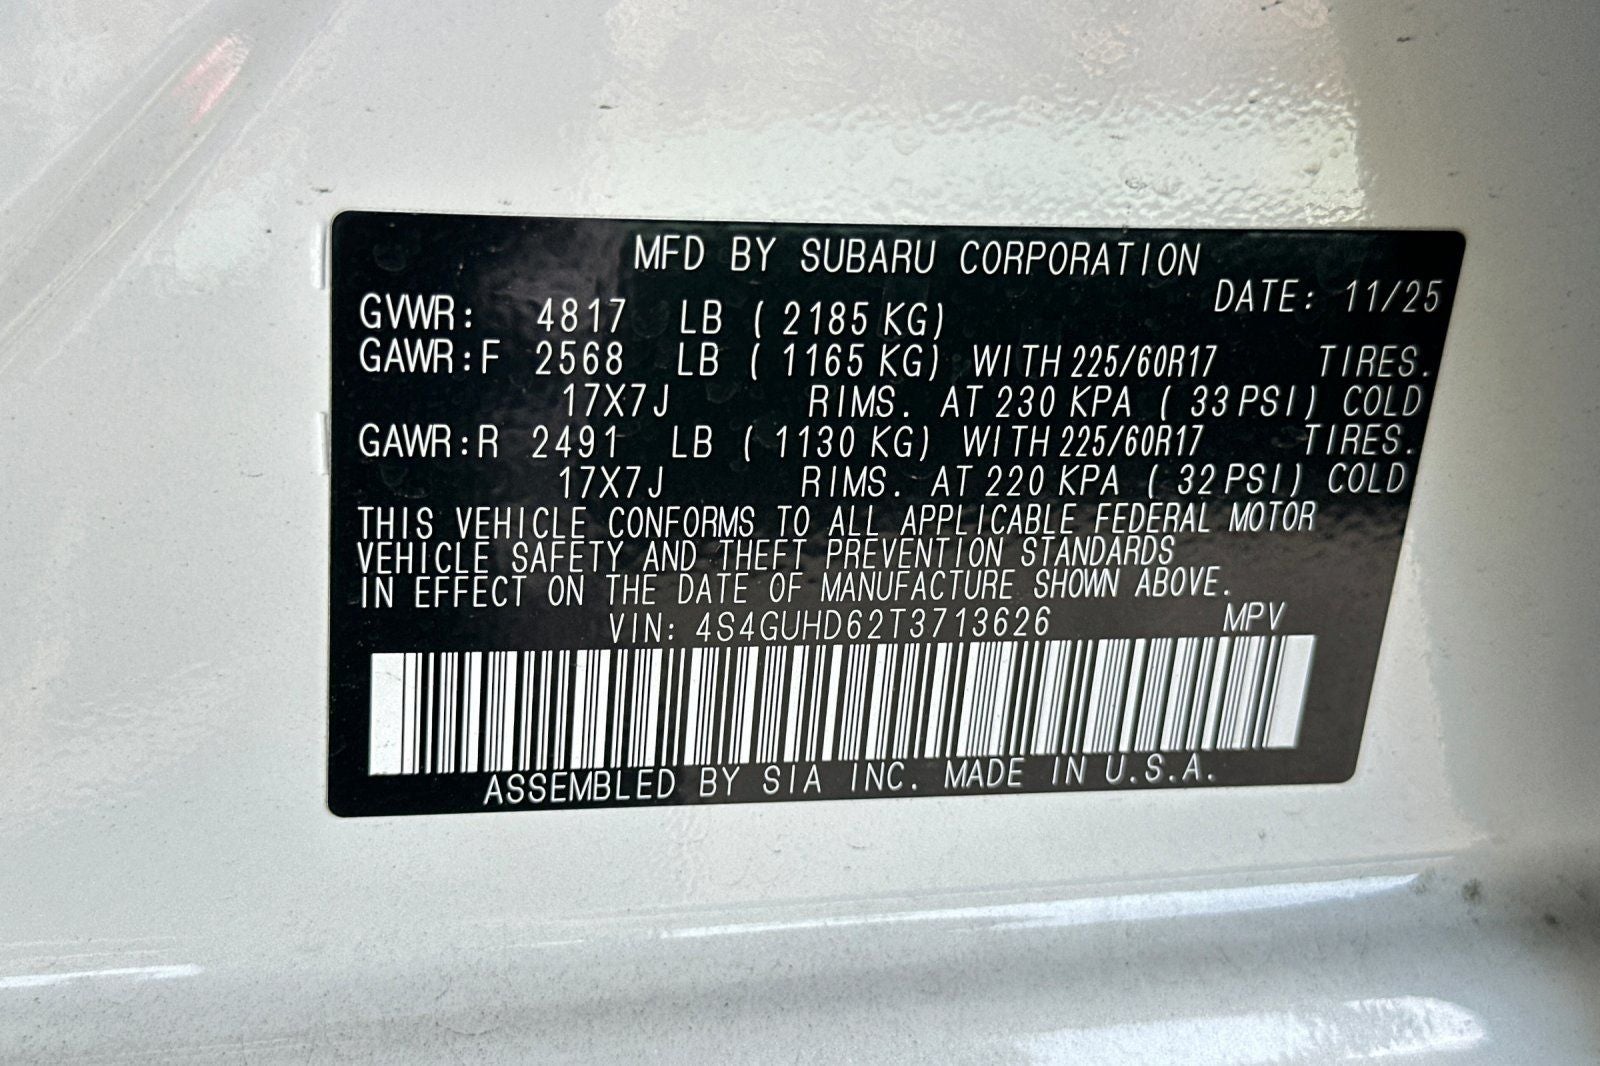 MFD BY SUBARU CORPORATION
DATE: 11/25
GVWR: 4817 LB ( 2185 KG)
GAWR:F 2568 LB ( 1165 KG) WITH 225/60R17 TIRES.
17X7J RIMS. AT 230 KPA ( 33 PSI) COLD
GAWR:R 2491 LB ( 1130 KG) WITH 225/60R17 TIRES.
17X7J RIMS. AT 220 KPA ( 32 PSI) COLD
THIS VEHICLE CONFORMS TO ALL APPLICABLE FEDERAL MOTOR
VEHICLE SAFETY AND THEFT PREVENTION STANDARDS
IN EFFECT ON THE DATE OF MANUFACTURE SHOWN ABOVE.
VIN: 4S4GUHD62T3713626 MPV
ASSEMBLED BY SIA INC. MADE IN U.S.A.